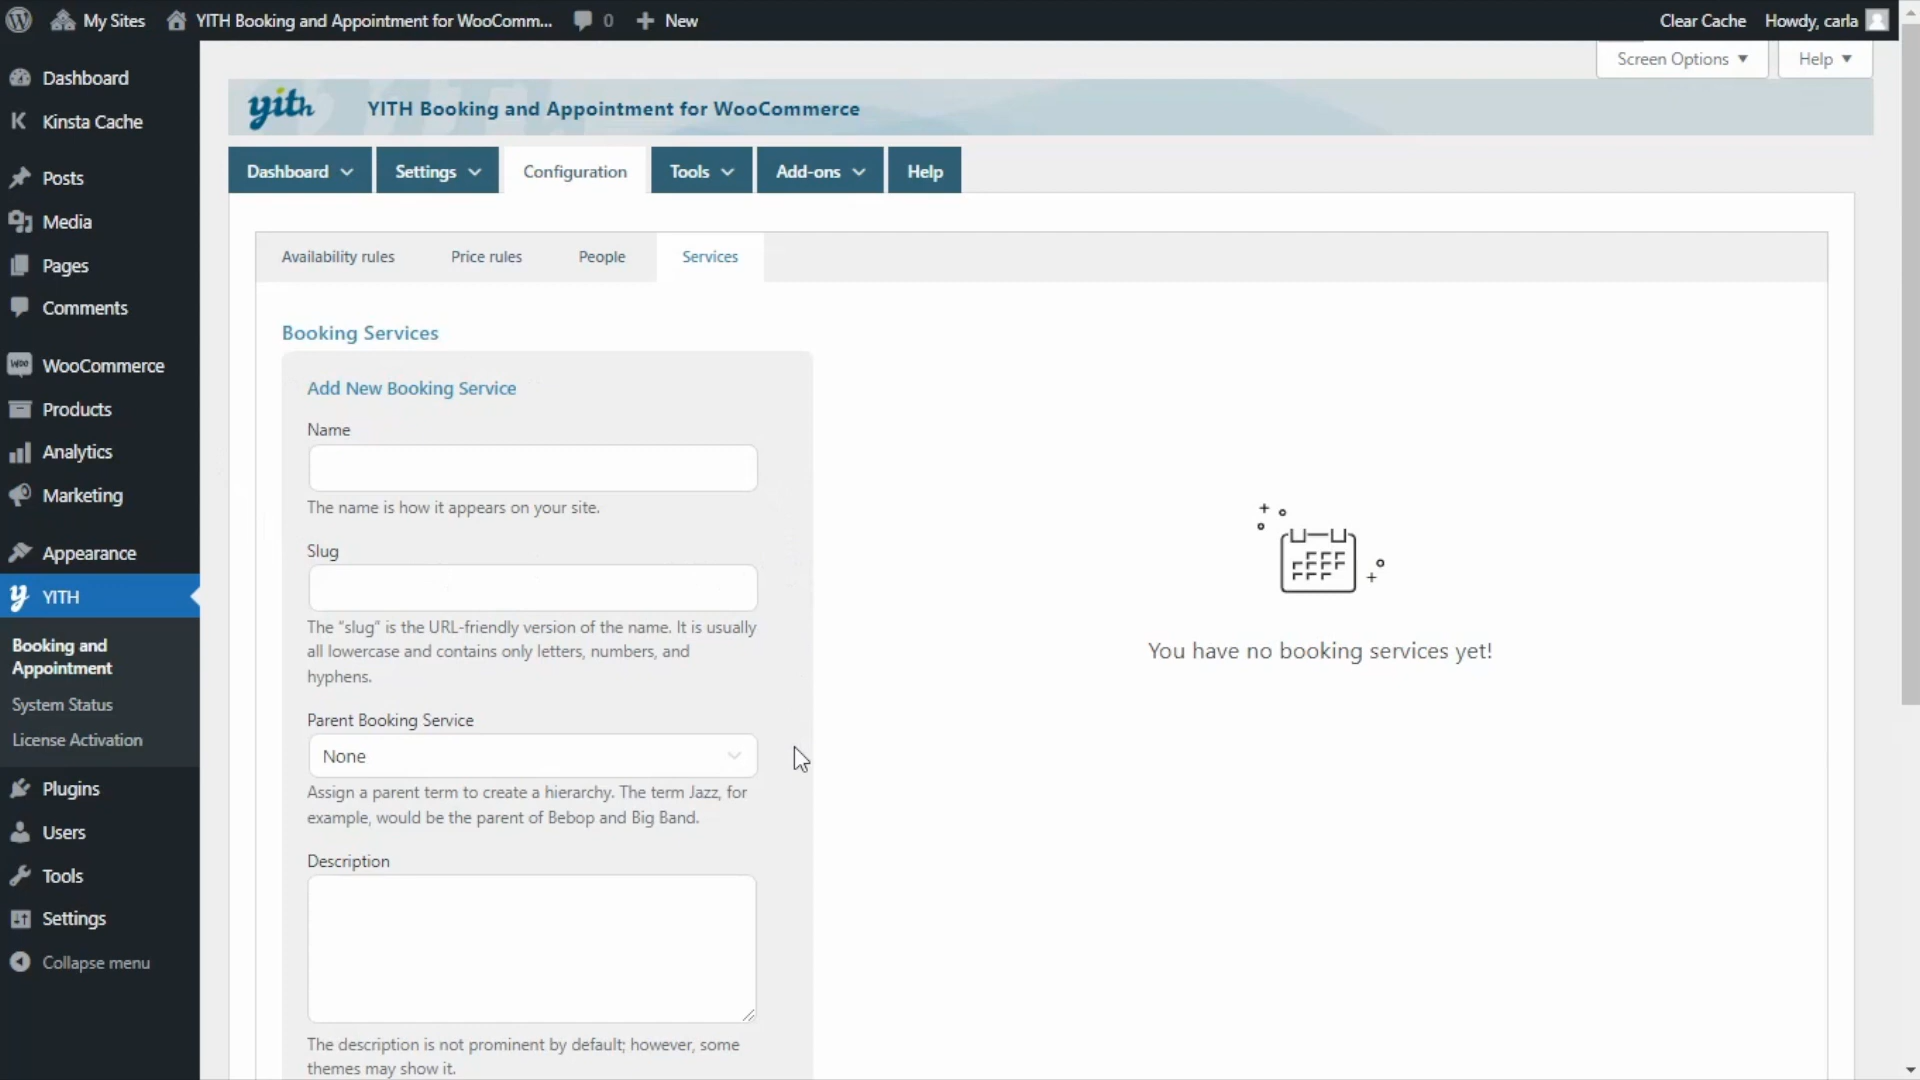 My Sites
YITH Booking and Appointment for WooComm...
0
New
Clear Cache
Howdy, carla
Screen Options
Help
Dashboard
Kinsta Cache
Posts
Media
Pages
Comments
WooCommerce
Products
Analytics
Marketing
Appearance
YITH
Booking and
Appointment
System Status
License Activation
Plugins
Users
Tools
Settings
Collapse menu
yith
YITH Booking and Appointment for WooCommerce
Dashboard
Settings
Configuration
Tools
Add-ons
Help
Availability rules
Price rules
People
Services
Booking Services
Add New Booking Service
Name
The name is how it appears on your site.
Slug
The “slug” is the URL-friendly version of the name. It is usually
all lowercase and contains only letters, numbers, and
hyphens.
Parent Booking Service
None
Assign a parent term to create a hierarchy. The term Jazz, for
example, would be the parent of Bebop and Big Band.
Description
The description is not prominent by default; however, some
themes may show it.
You have no booking services yet!